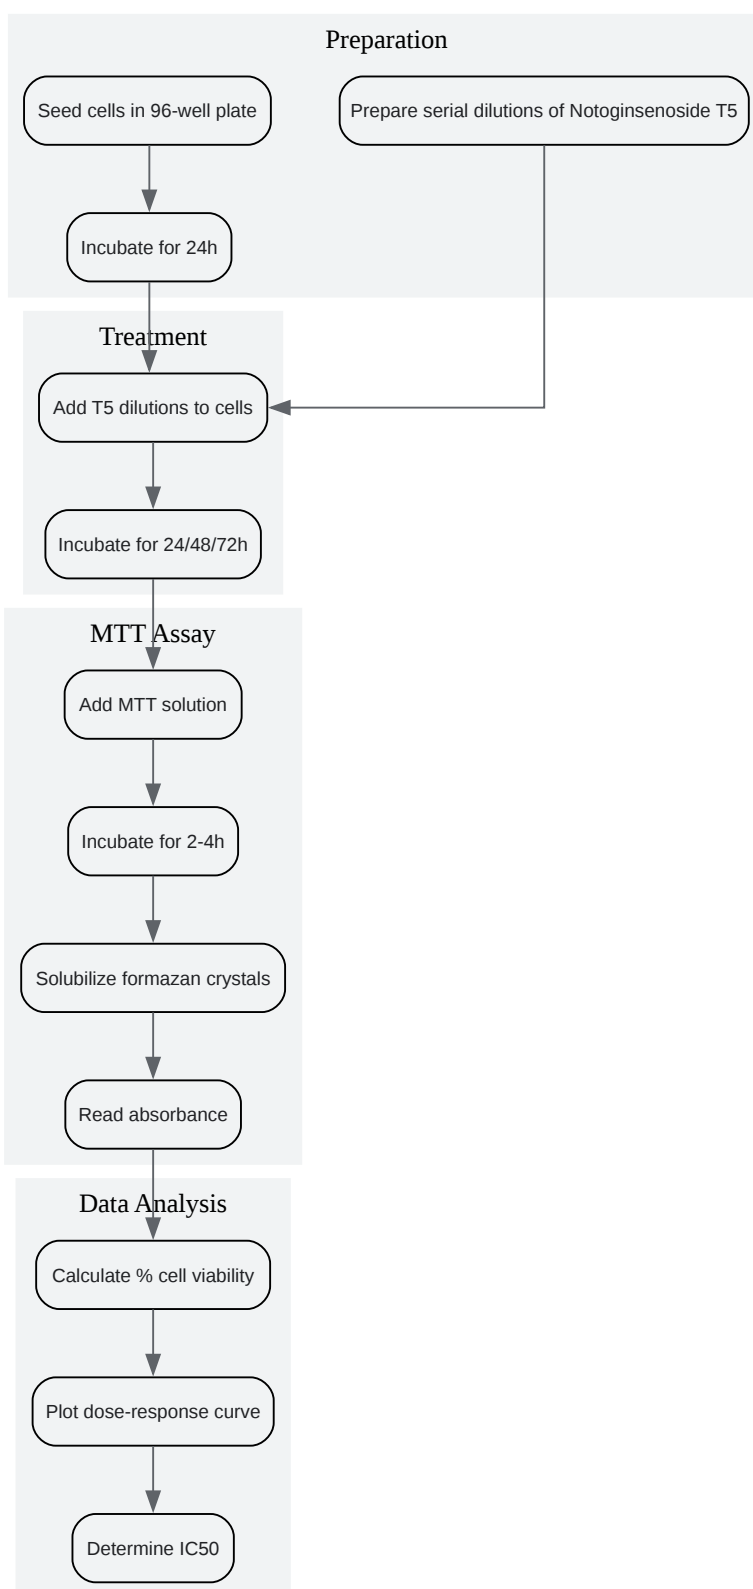 Preparation
Seed cells in 96-well plate
Prepare serial dilutions of Notoginsenoside T5
Incubate for 24h
Treatment
Add T5 dilutions to cells
Incubate for 24/48/72h
MTT Assay
Add MTT solution
Incubate for 2-4h
Solubilize formazan crystals
Read absorbance
Data Analysis
Calculate % cell viability
Plot dose-response curve
Determine IC50